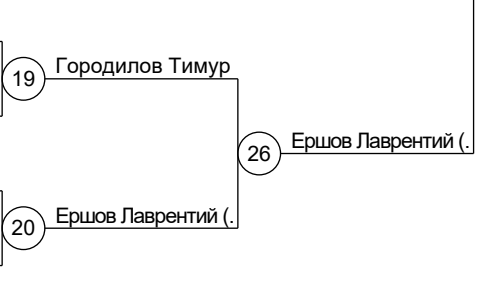 19 Городилов Тимур
26 Ершов Лаврентий (.
20 Ершов Лаврентий (.